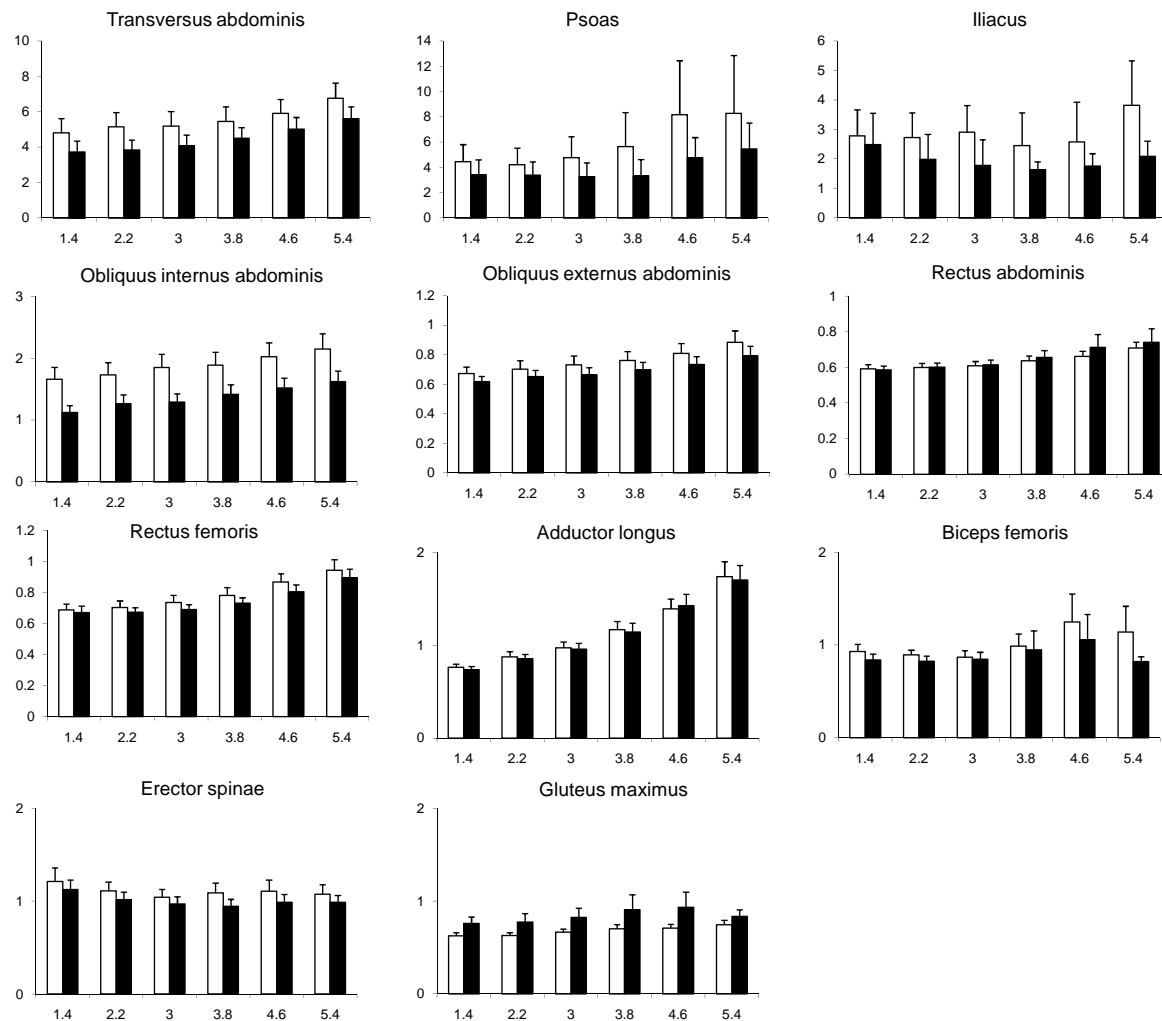 Transversus abdominis
10
8
6
4
2
0
1.4 2.2 3 3.8 4.6 5.4
Psoas
14
12
10
8
6
4
2
0
1.4 2.2 3 3.8 4.6 5.4
Iliacus
6
5
4
3
2
1
0
1.4 2.2 3 3.8 4.6 5.4
Obliquus internus abdominis
3
2
1
0
1.4 2.2 3 3.8 4.6 5.4
Obliquus externus abdominis
1.2
1
0.8
0.6
0.4
0.2
0
1.4 2.2 3 3.8 4.6 5.4
Rectus abdominis
1
0.8
0.6
0.4
0.2
0
1.4 2.2 3 3.8 4.6 5.4
Rectus femoris
1.2
1
0.8
0.6
0.4
0.2
0
1.4 2.2 3 3.8 4.6 5.4
Adductor longus
2
1
0
1.4 2.2 3 3.8 4.6 5.4
Biceps femoris
2
1
0
1.4 2.2 3 3.8 4.6 5.4
Erector spinae
2
1
0
1.4 2.2 3 3.8 4.6 5.4
Gluteus maximus
2
1
0
1.4 2.2 3 3.8 4.6 5.4